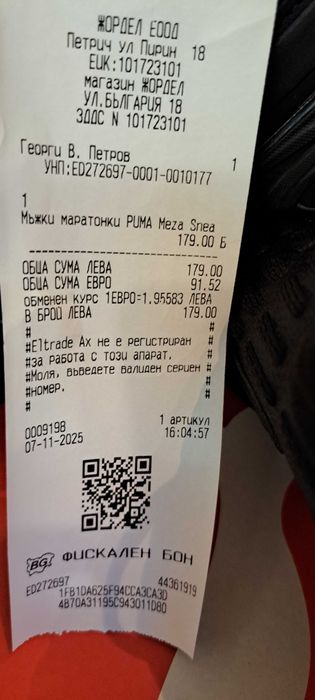 ЖОРДЕЛ ЕООД
Петрич ул Пирин 18
ЕИК:101723101
магазин ЖОРДЕЛ
УЛ.БЪЛГАРИЯ 18
ЗДДС N 101723101
Георги В. Петров 1
УНП:ED272697-0001-0010177
1
Мъжки маратонки PUMA Meza Snea
179.00 Б
ОБЩА СУМА ЛЕВА 179.00
ОБЩА СУМА ЕВРО 91.52
обменен курс 1ЕВРО=1.95583 ЛЕВА
В БРОЙ ЛЕВА 179.00
# #
#Eltrade Ax не е регистриран #
#за работа с този апарат. #
#Моля, въведете валиден сериен #
#номер. #
# #
0009198 1 артикул
07-11-2025 16:04:57
BG ФИСКАЛЕН БОН
ED272697 44361919
1FB1DA625F94CCA3CA3D
4B70A31195C943011D80